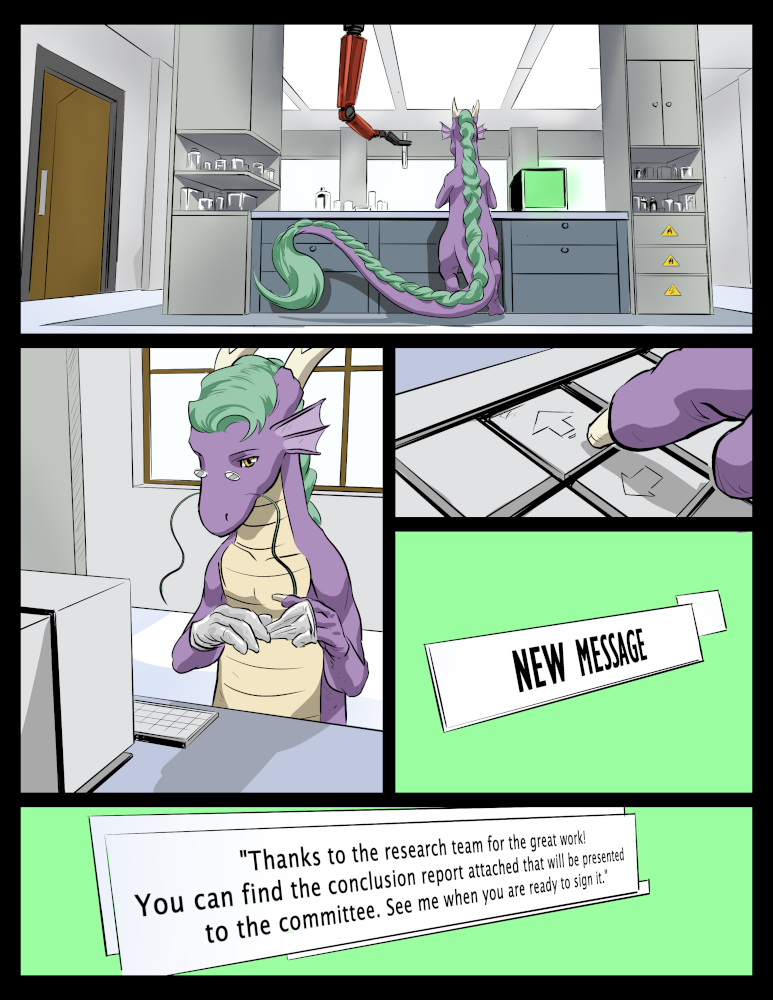 NEW MESSAGE
"Thanks to the research team for the great work!
You can find the conclusion report attached that will be presented
to the committee. See me when you are ready to sign it."